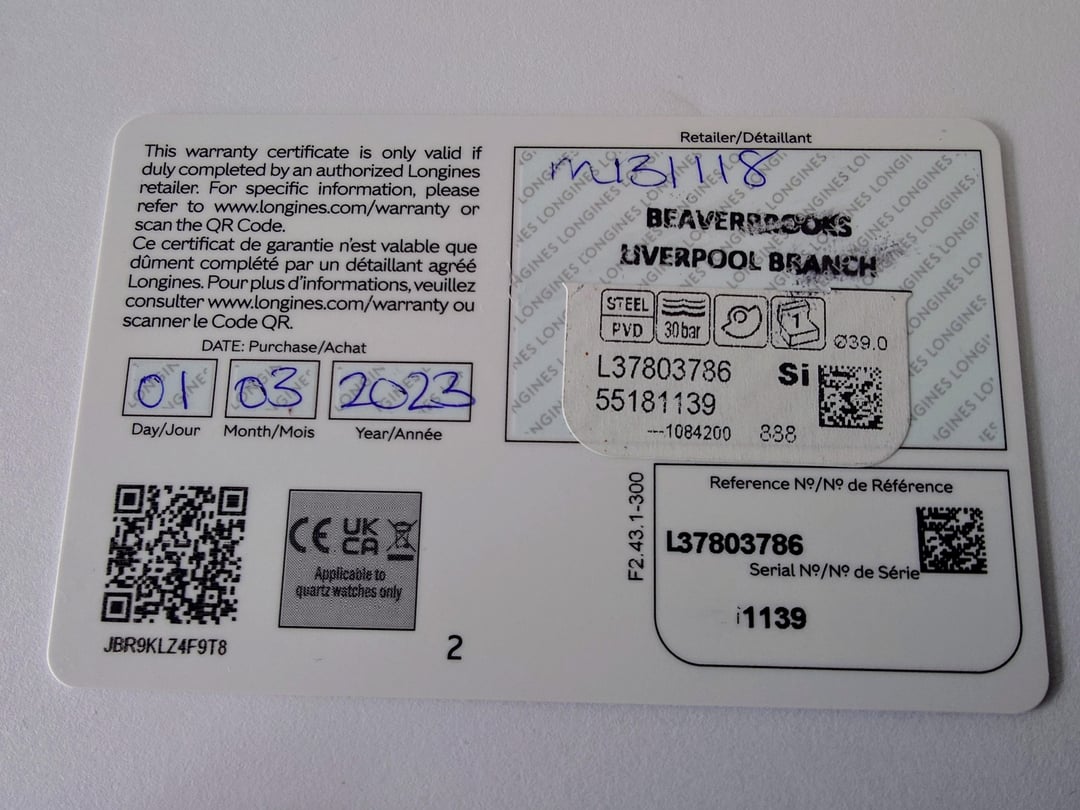 This warranty certificate is only valid if
duly completed by an authorized Longines
retailer. For specific information, please
refer to www.longines.com/warranty or
scan the QR Code.
Ce certificat de garantie n'est valable que
dûment complété par un détaillant agréé
Longines. Pour plus d'informations, veuillez
consulter www.longines.com/warranty ou
scanner le Code QR.
DATE: Purchase/Achat
01 03 2023
Day/Jour Month/Mois Year/Année
JBR9KLZ4F9T8
CE UK CA
Applicable to
quartz watches only
2
Retailer/Détaillant
m131118
BEAVERBROOKS
LIVERPOOL BRANCH
STEEL
PVD 30 bar 1 Ø39.0
L37803786 Si
55181139
---1084200 888
F2.43.1-300
Reference Nº/Nº de Référence
L37803786
Serial Nº/Nº de Série
1139